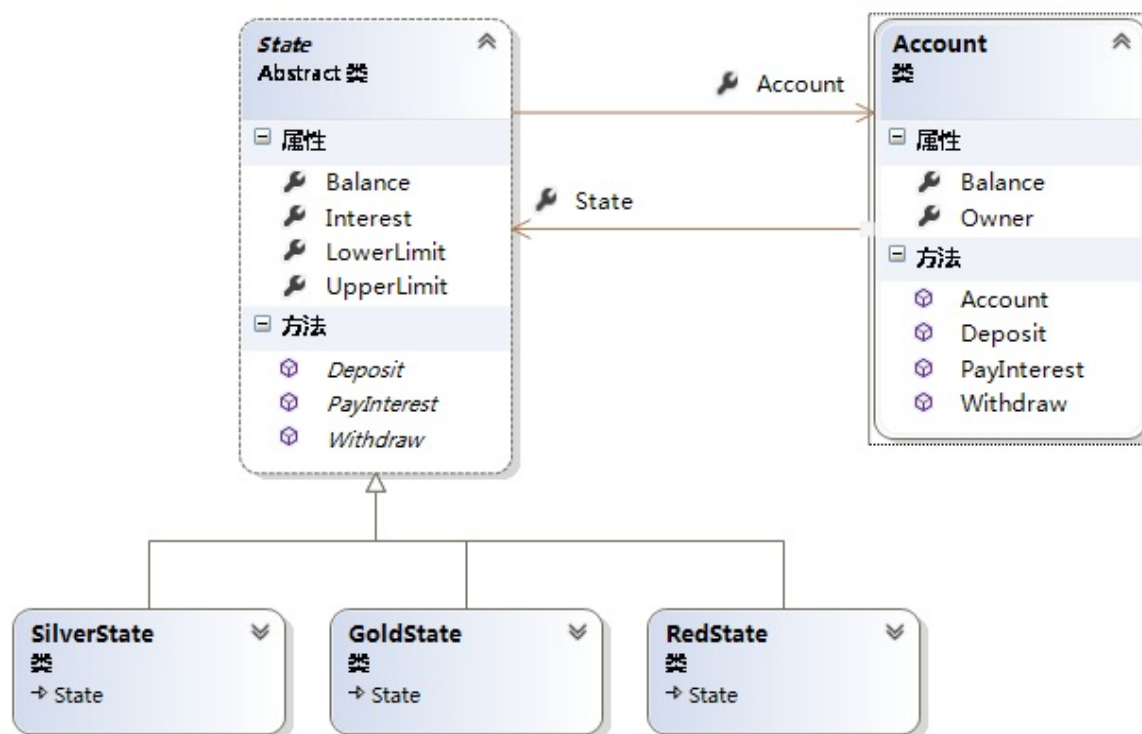 State
Abstract 类
属性
Balance
Interest
LowerLimit
UpperLimit
方法
Deposit
PayInterest
Withdraw
Account
State
Account
类
属性
Balance
Owner
方法
Account
Deposit
PayInterest
Withdraw
SilverState
类
State
GoldState
类
State
RedState
类
State